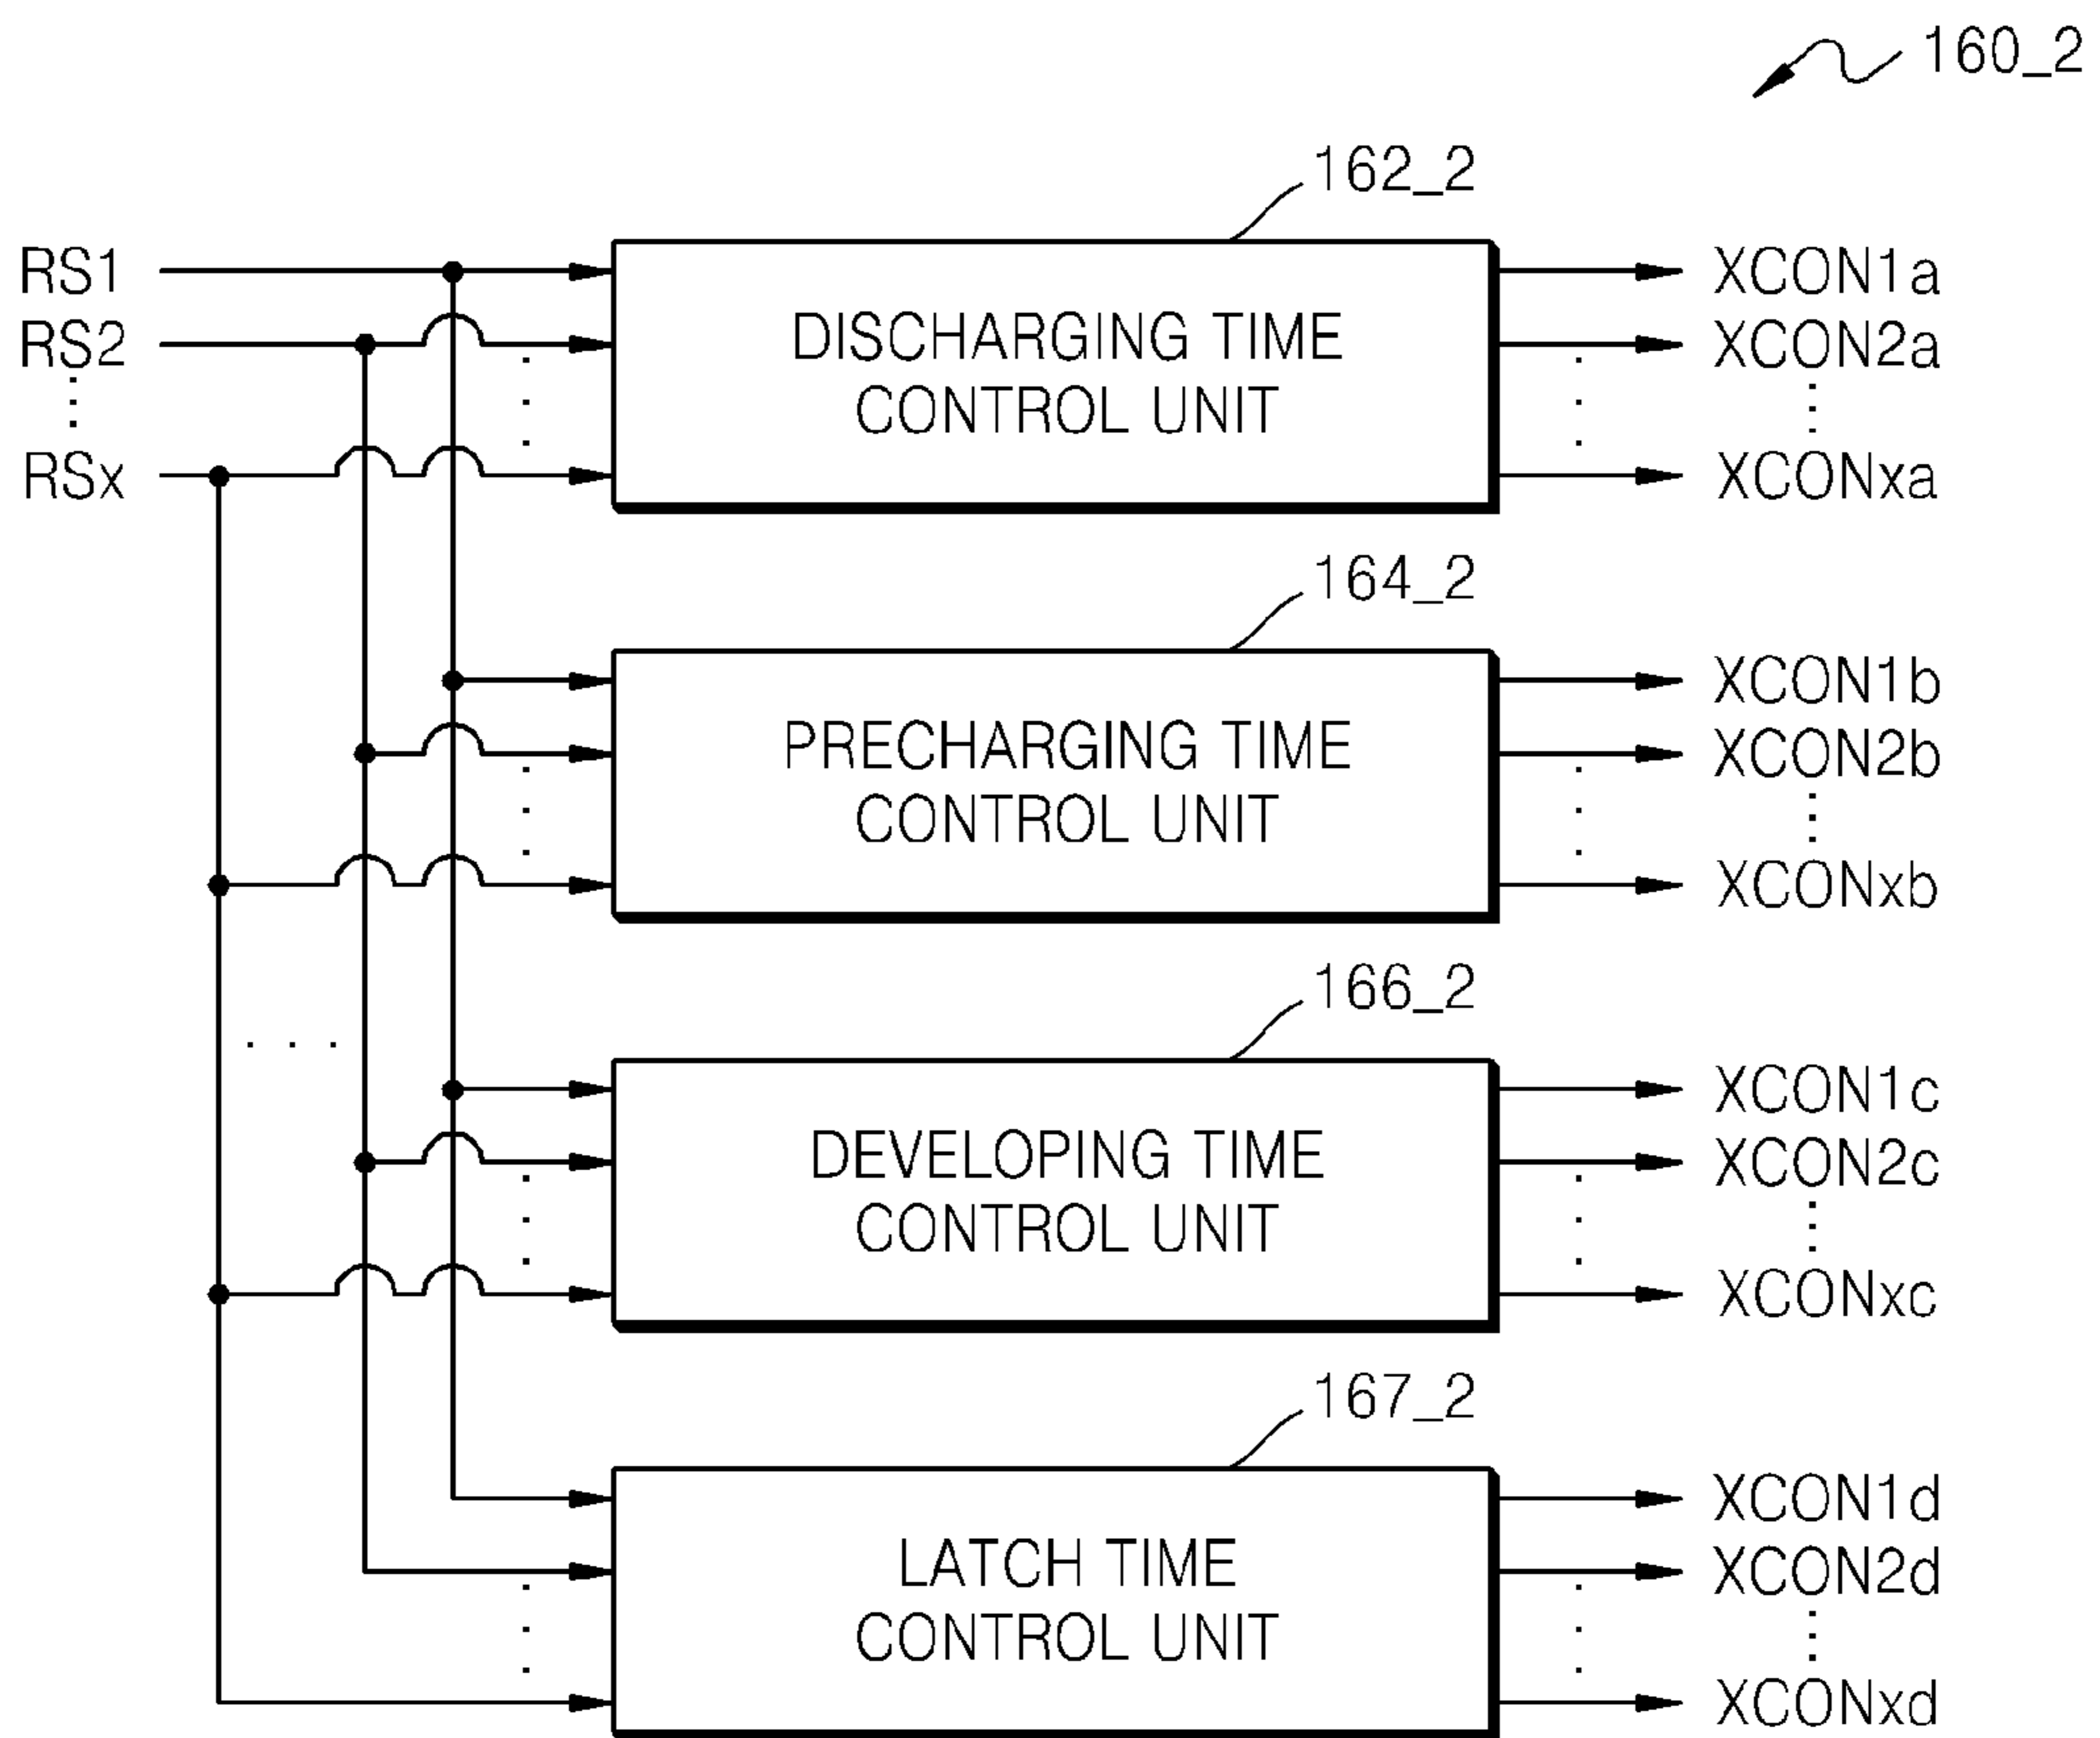 160_2
162_2
RS1
RS2
RSx
DISCHARGING TIME
CONTROL UNIT
XCON1a
XCON2a
XCONxa
164_2
PRECHARGING TIME
CONTROL UNIT
XCON1b
XCON2b
XCONxb
166_2
DEVELOPING TIME
CONTROL UNIT
XCON1c
XCON2c
XCONxc
167_2
LATCH TIME
CONTROL UNIT
XCON1d
XCON2d
XCONxd